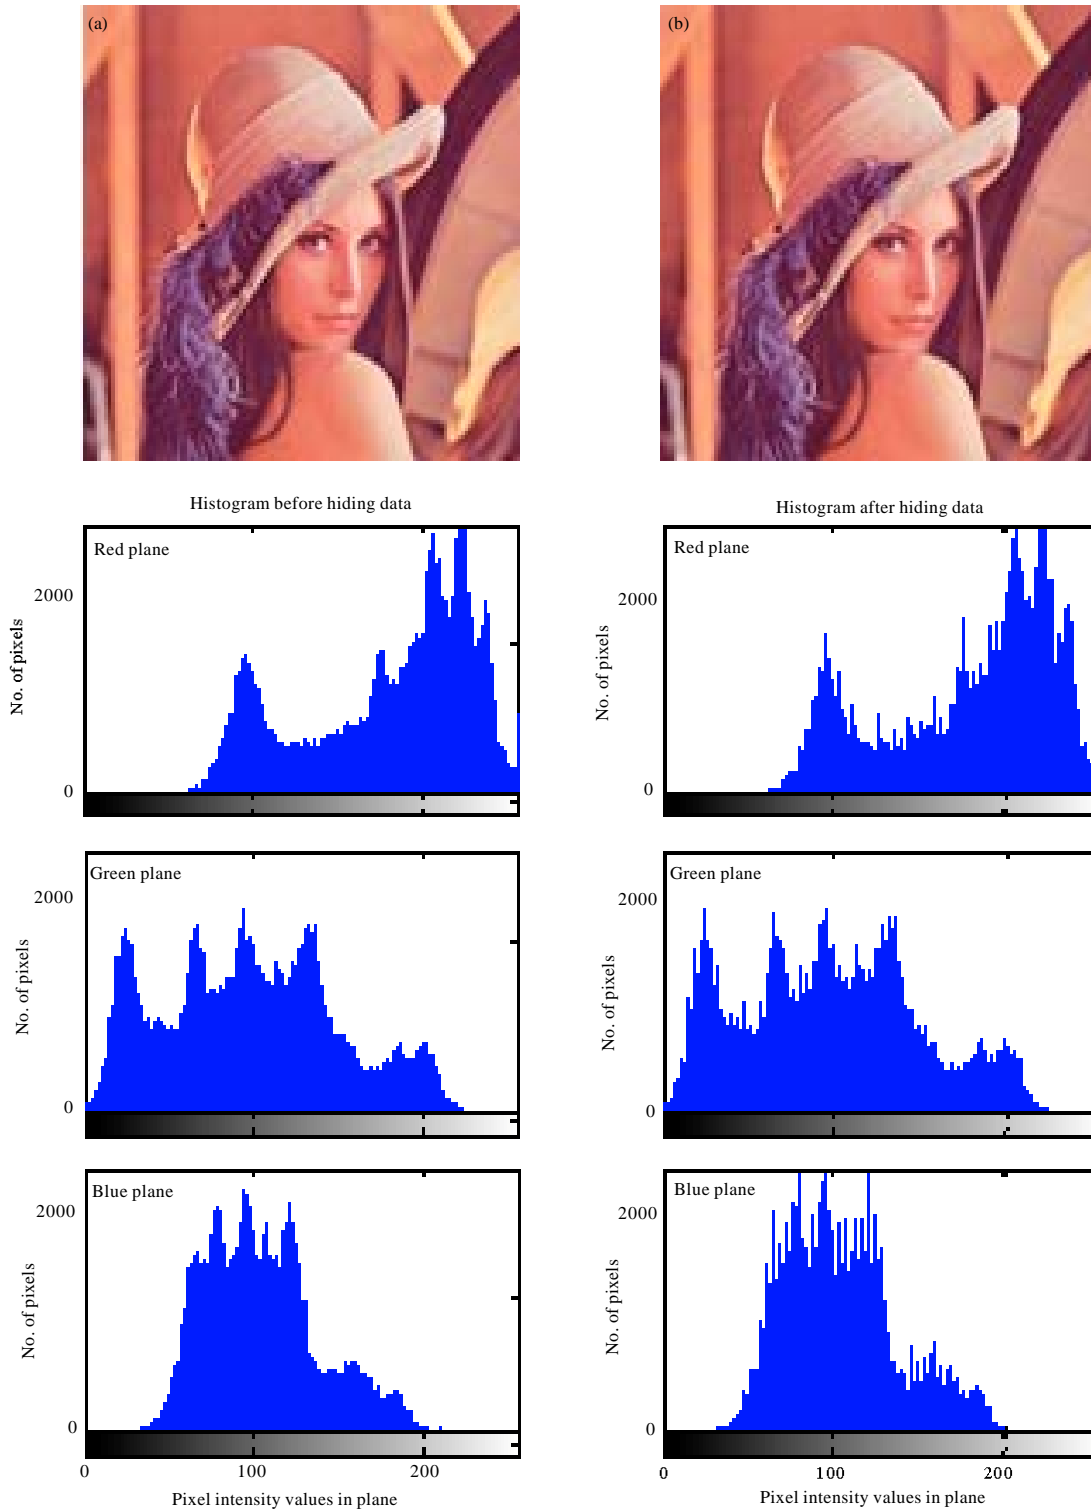 (a)
(b)
Histogram before hiding data
Histogram after hiding data
Red plane
2000
No. of pixels
0
Red plane
2000
No. of pixels
0
Green plane
2000
No. of pixels
0
Green plane
2000
No. of pixels
0
Blue plane
2000
No. of pixels
0
0 100 200
Pixel intensity values in plane
Blue plane
2000
No. of pixels
0
0 100 200
Pixel intensity values in plane